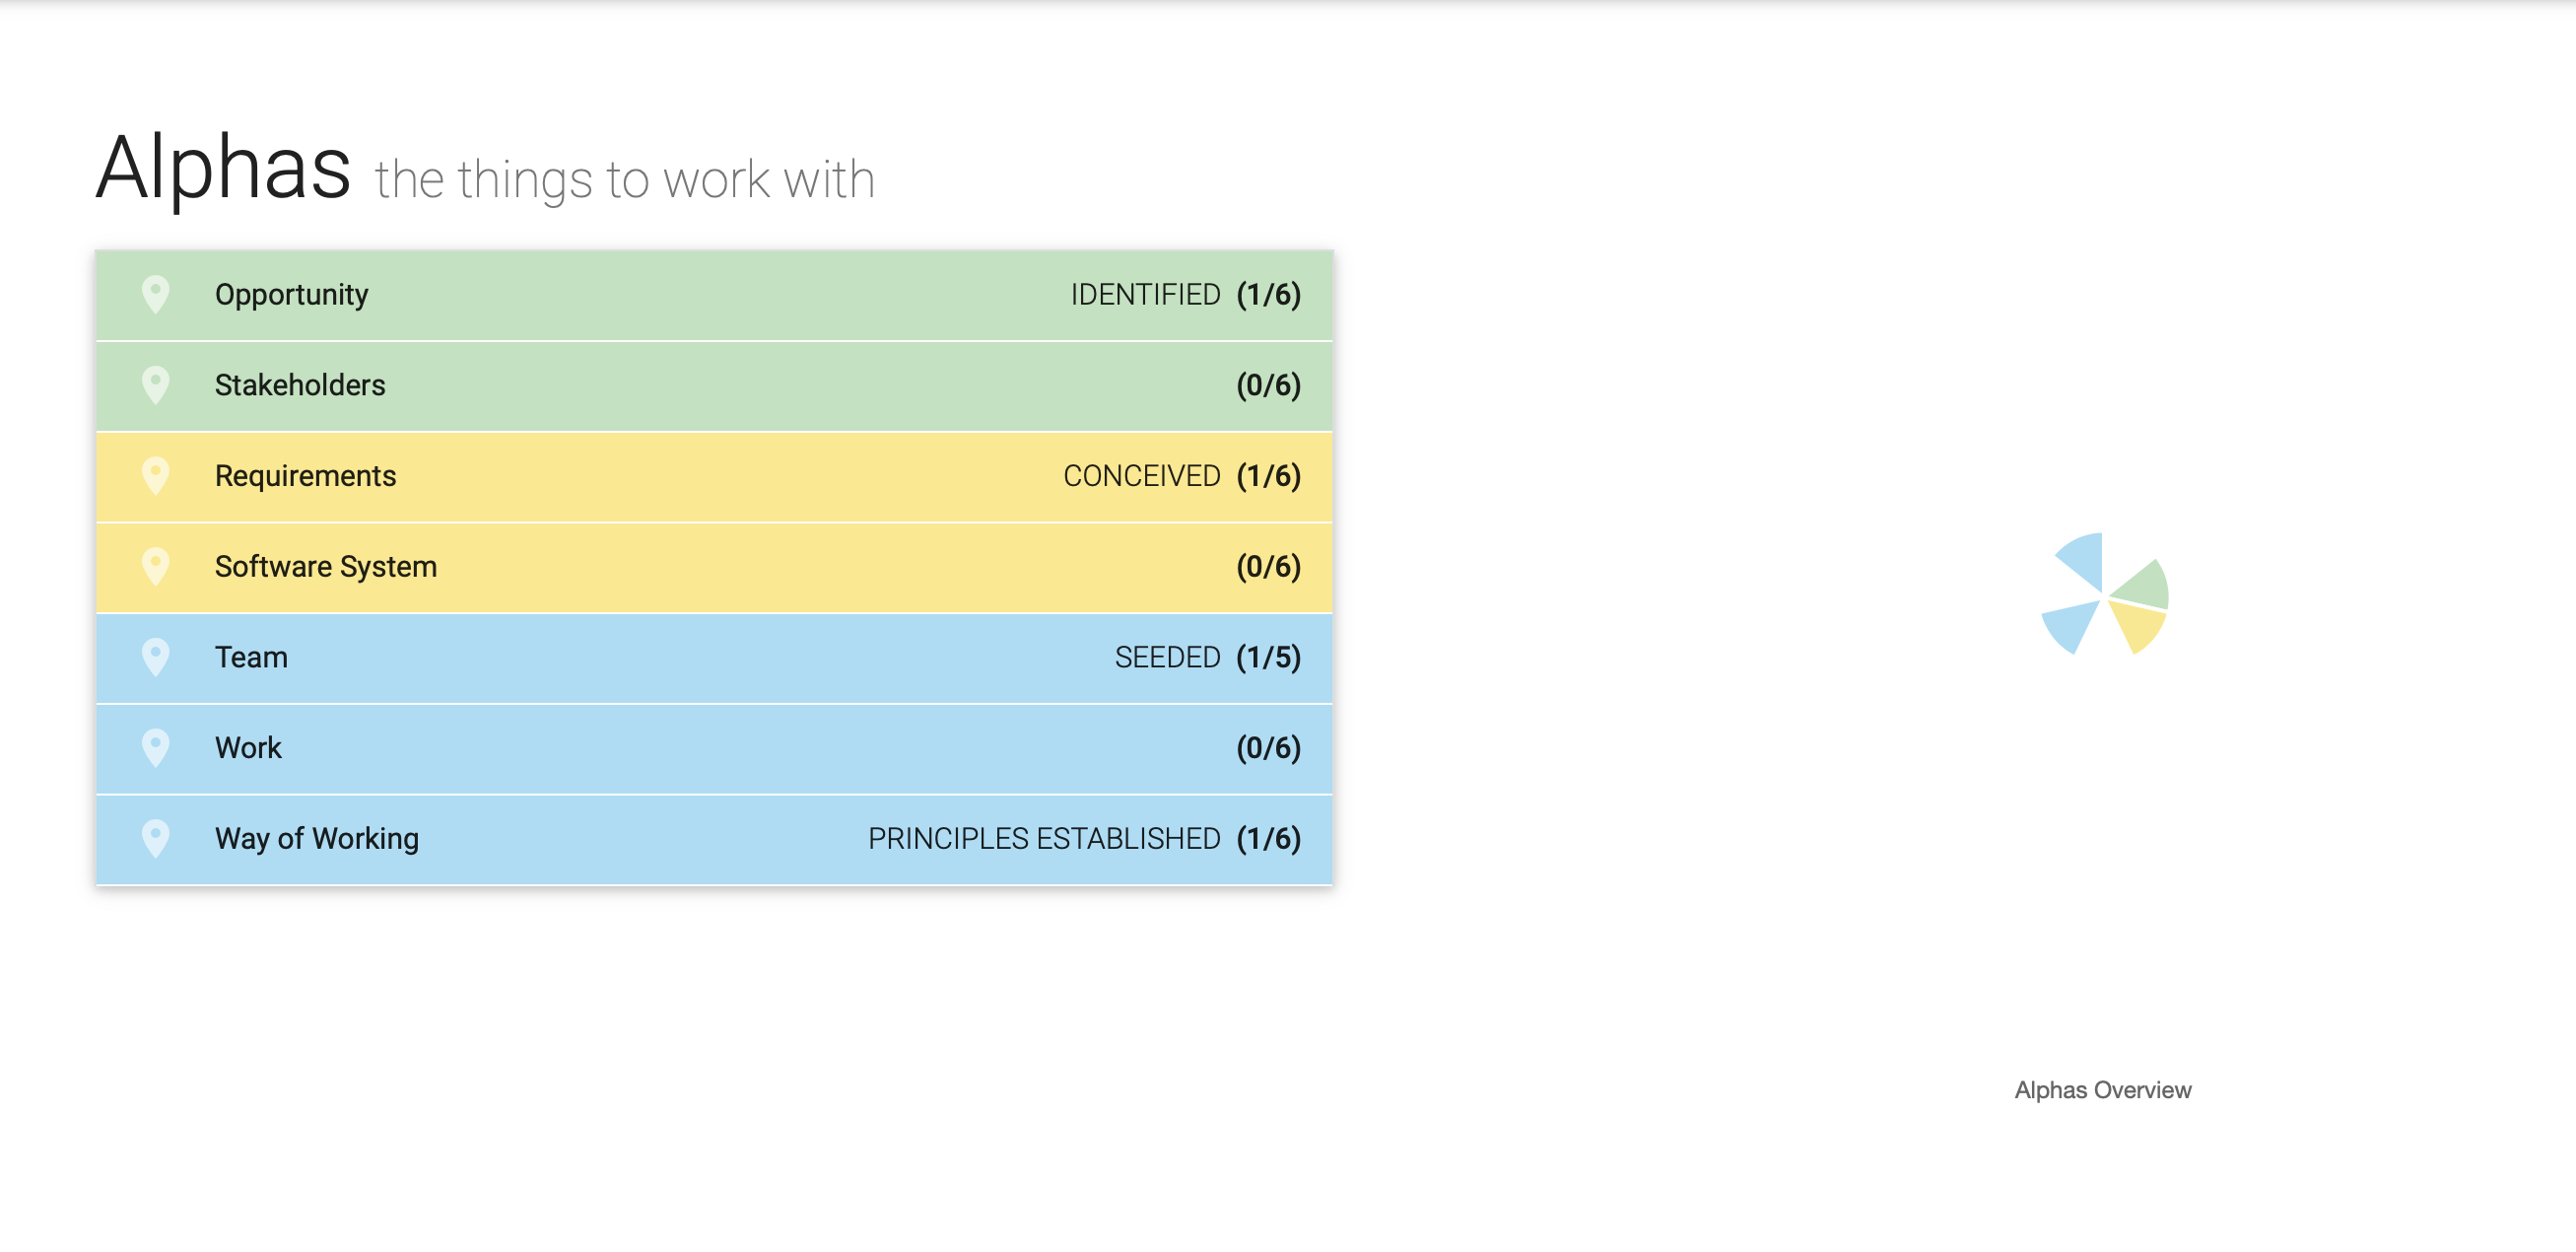 Alphas the things to work with
Opportunity IDENTIFIED (1/6)
Stakeholders (0/6)
Requirements CONCEIVED (1/6)
Software System (0/6)
Team SEEDED (1/5)
Work (0/6)
Way of Working PRINCIPLES ESTABLISHED (1/6)
Alphas Overview